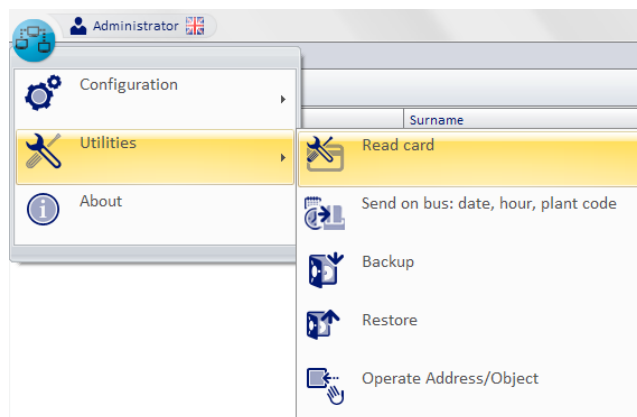 Administrator
Configuration
Surname
Utilities
Read card
About
Send on bus: date, hour, plant code
Backup
Restore
Operate Address/Object